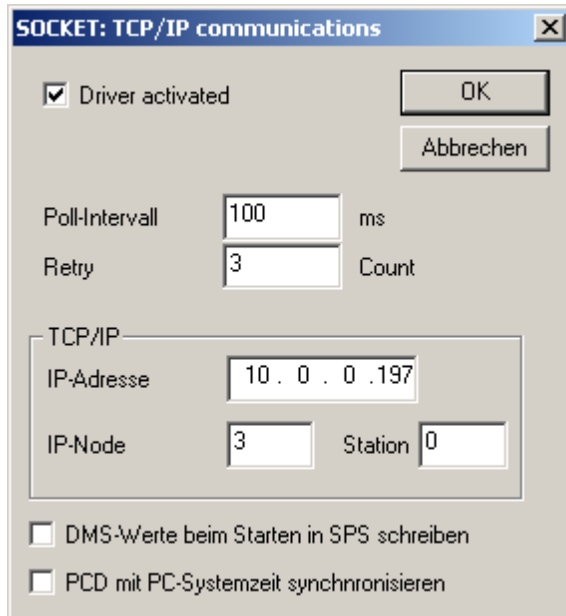 SOCKET: TCP/IP communications
Driver activated
OK
Abbrechen
Poll-Intervall 100 ms
Retry 3 Count
TCP/IP
IP-Adresse 10 . 0 . 0 .197
IP-Node 3 Station 0
DMS-Werte beim Starten in SPS schreiben
PCD mit PC-Systemzeit synchnronisieren